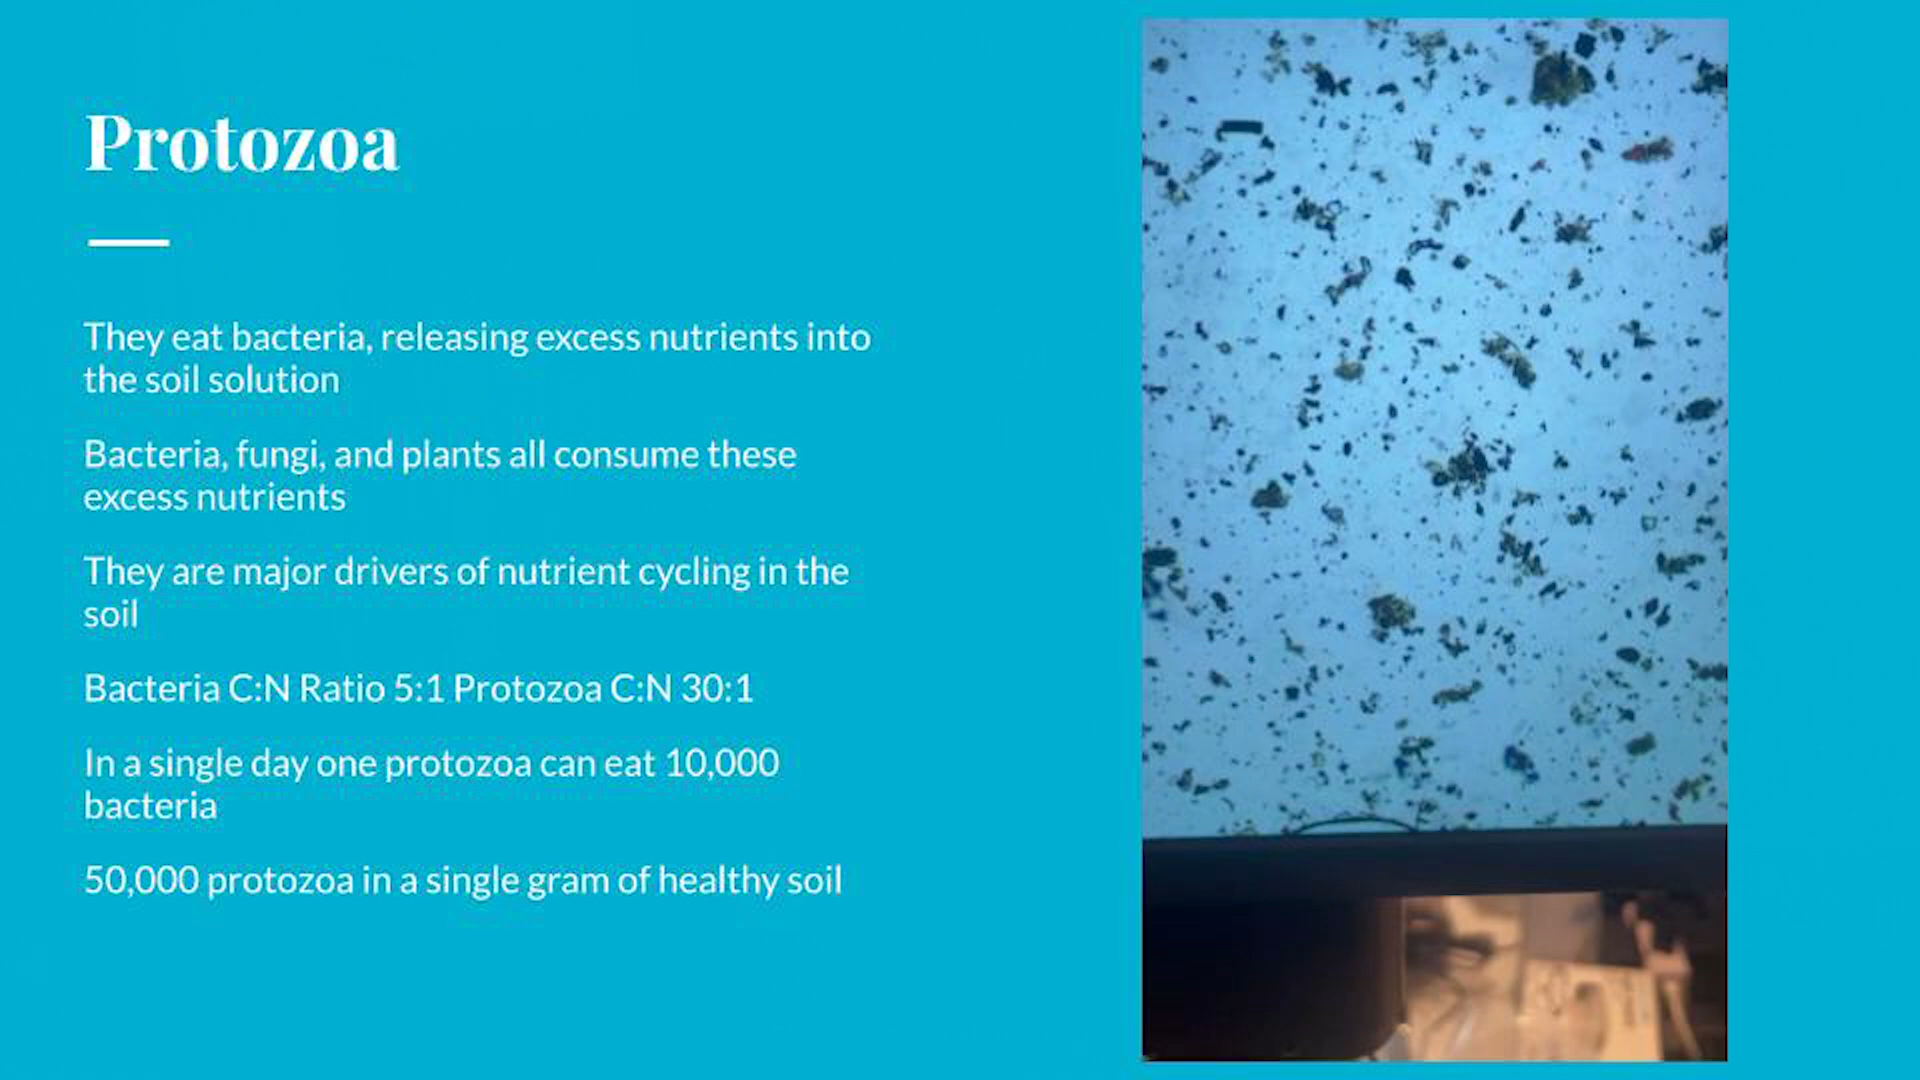 Protozoa
They eat bacteria, releasing excess nutrients into
the soil solution
Bacteria, fungi, and plants all consume these
excess nutrients
They are major drivers of nutrient cycling in the
soil
Bacteria C:N Ratio 5:1 Protozoa C:N 30:1
In a single day one protozoa can eat 10,000
bacteria
50,000 protozoa in a single gram of healthy soil